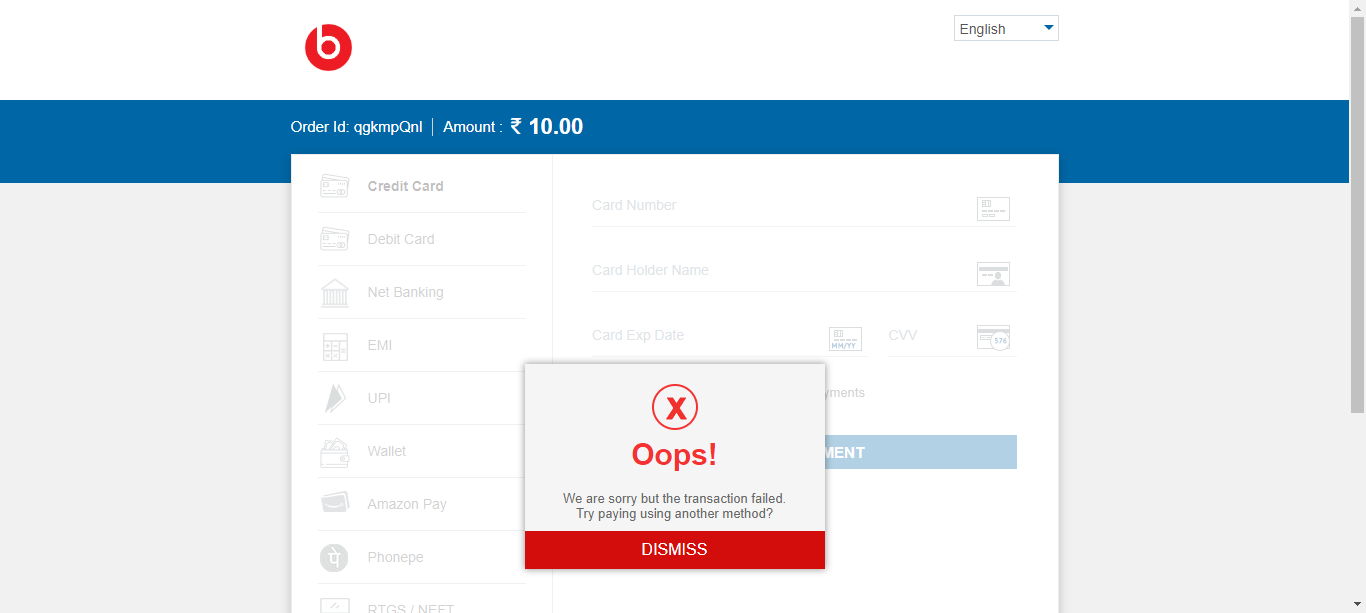 b
English
Order Id: qgkmpQnI | Amount : ₹ 10.00
Credit Card
Debit Card
Net Banking
EMI
UPI
Wallet
Amazon Pay
Phonepe
RTGS / NEFT
Card Number
Card Holder Name
Card Exp Date
MM/YY
CVV
576
yments
MENT
X
Oops!
We are sorry but the transaction failed.
Try paying using another method?
DISMISS